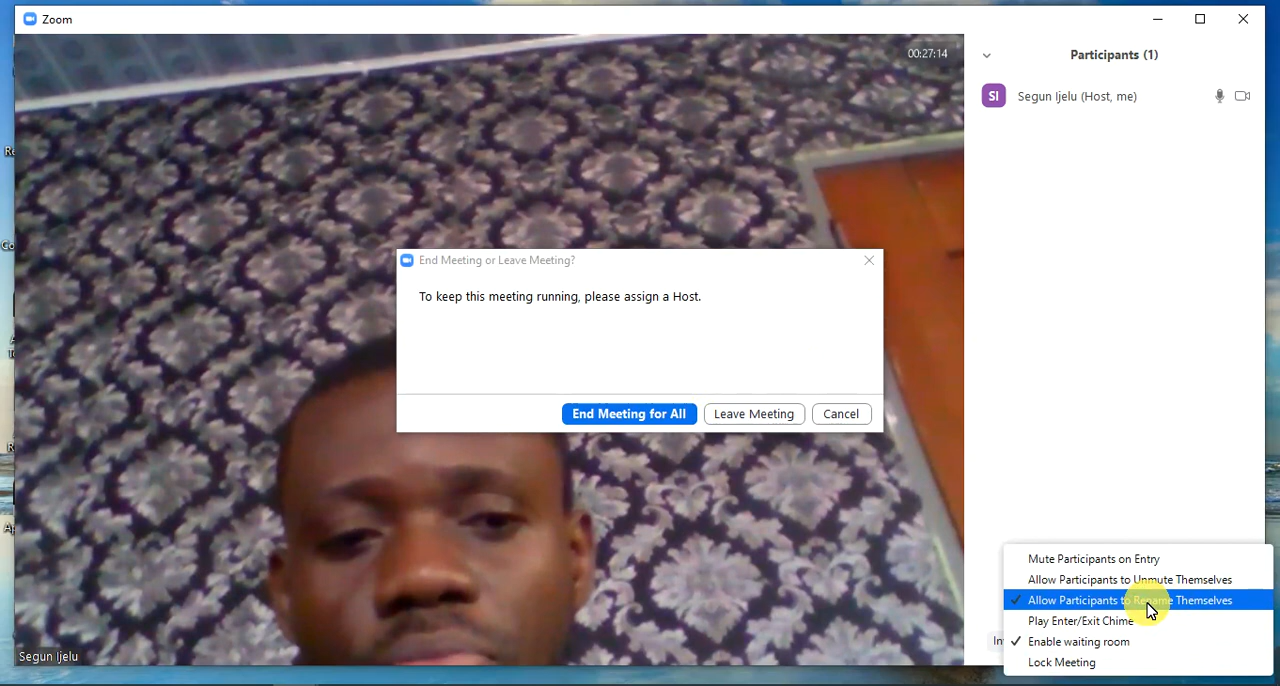 Zoom
00:27:14
Participants (1)
SI
Segun Ijelu (Host, me)
End Meeting or Leave Meeting?
To keep this meeting running, please assign a Host.
End Meeting for All
Leave Meeting
Cancel
Mute Participants on Entry
Allow Participants to Unmute Themselves
Allow Participants to Rename Themselves
Play Enter/Exit Chime
Enable waiting room
Lock Meeting
Segun Ijelu